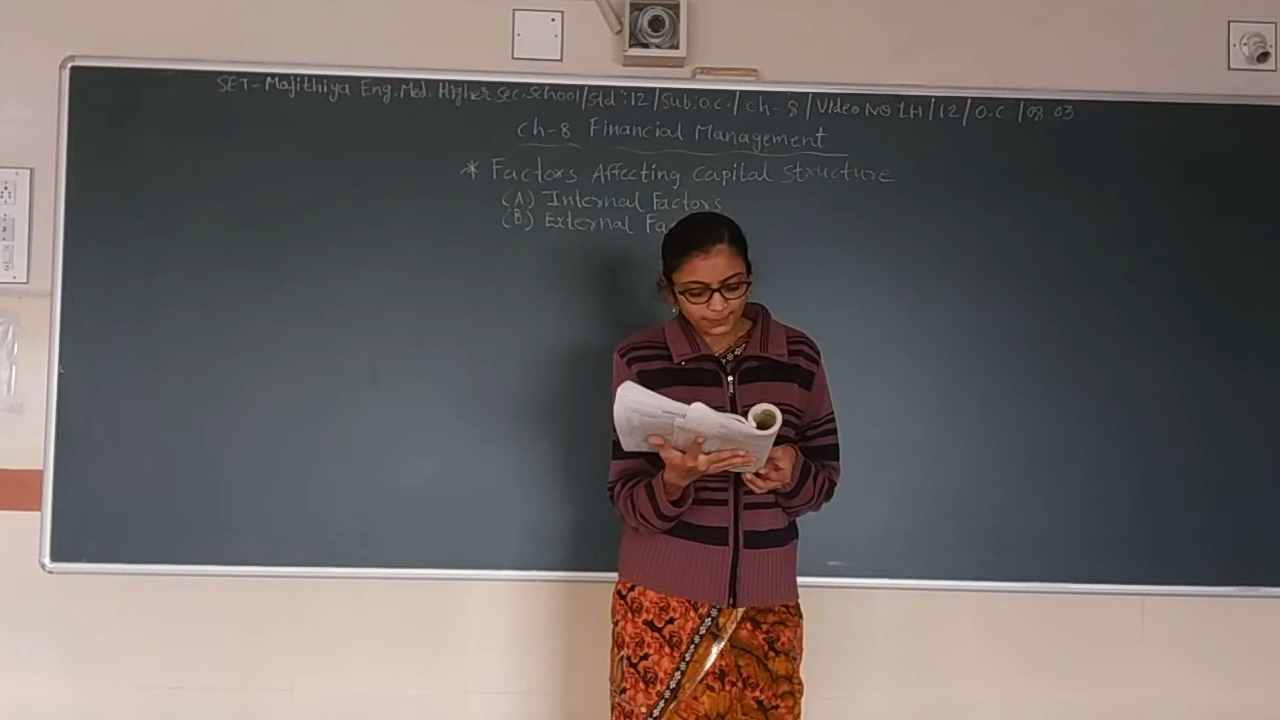 SET-Majithiya Eng.Med. Higher Sec. School/Std:12/Sub:O.C./Ch-8/Video No LH/12/O.C./08.03
Ch-8 Financial Management
* Factors Affecting Capital Structure
(A) Internal Factors
(B) External Fa